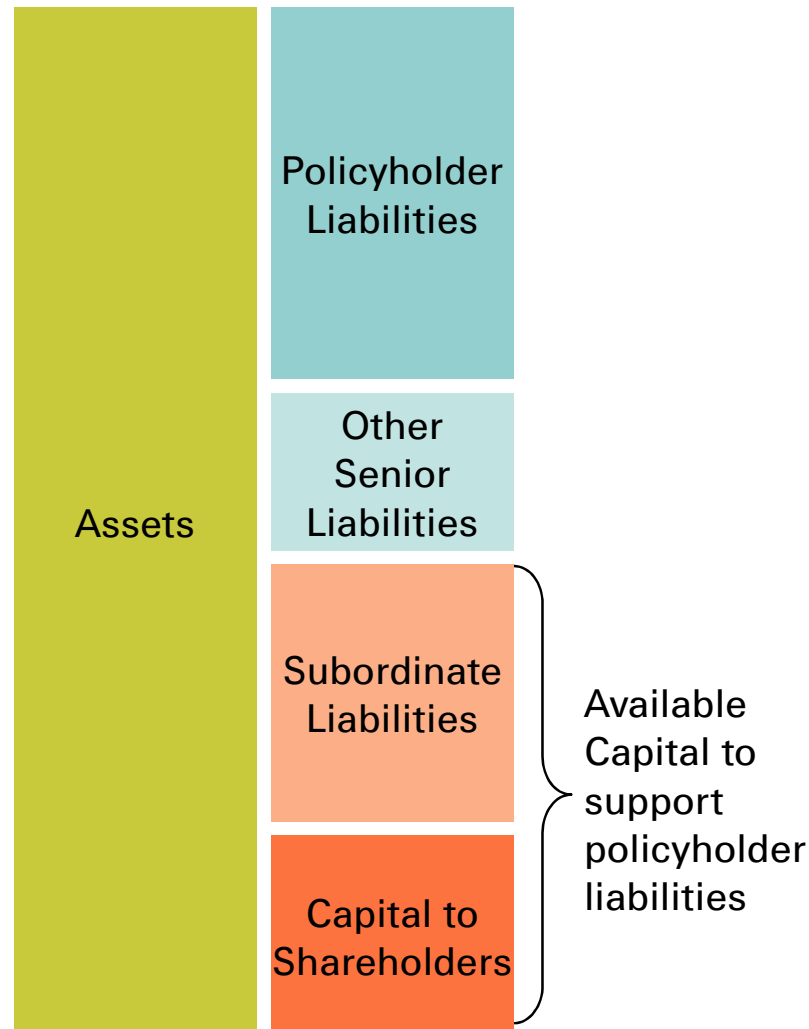 Assets
Policyholder
Liabilities
Other
Senior
Liabilities
Subordinate
Liabilities
Capital to
Shareholders
Available
Capital to
support
policyholder
liabilities